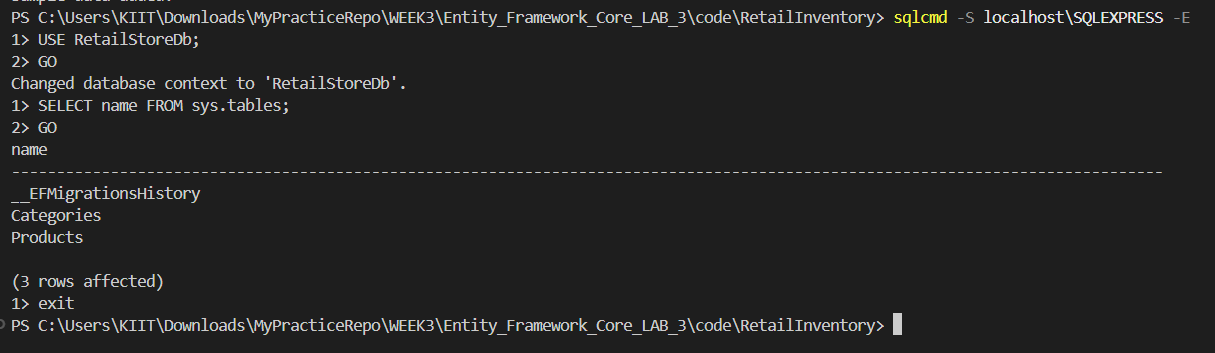 PS C:\Users\KIIT\Downloads\MyPracticeRepo\WEEK3\Entity_Framework_Core_LAB_3\code\RetailInventory> sqlcmd -S localhost\SQLEXPRESS -E
1> USE RetailStoreDb;
2> GO
Changed database context to 'RetailStoreDb'.
1> SELECT name FROM sys.tables;
2> GO
name
--------------------------------------------------------------------------------------------------------------------------------
__EFMigrationsHistory
Categories
Products
(3 rows affected)
1> exit
PS C:\Users\KIIT\Downloads\MyPracticeRepo\WEEK3\Entity_Framework_Core_LAB_3\code\RetailInventory>